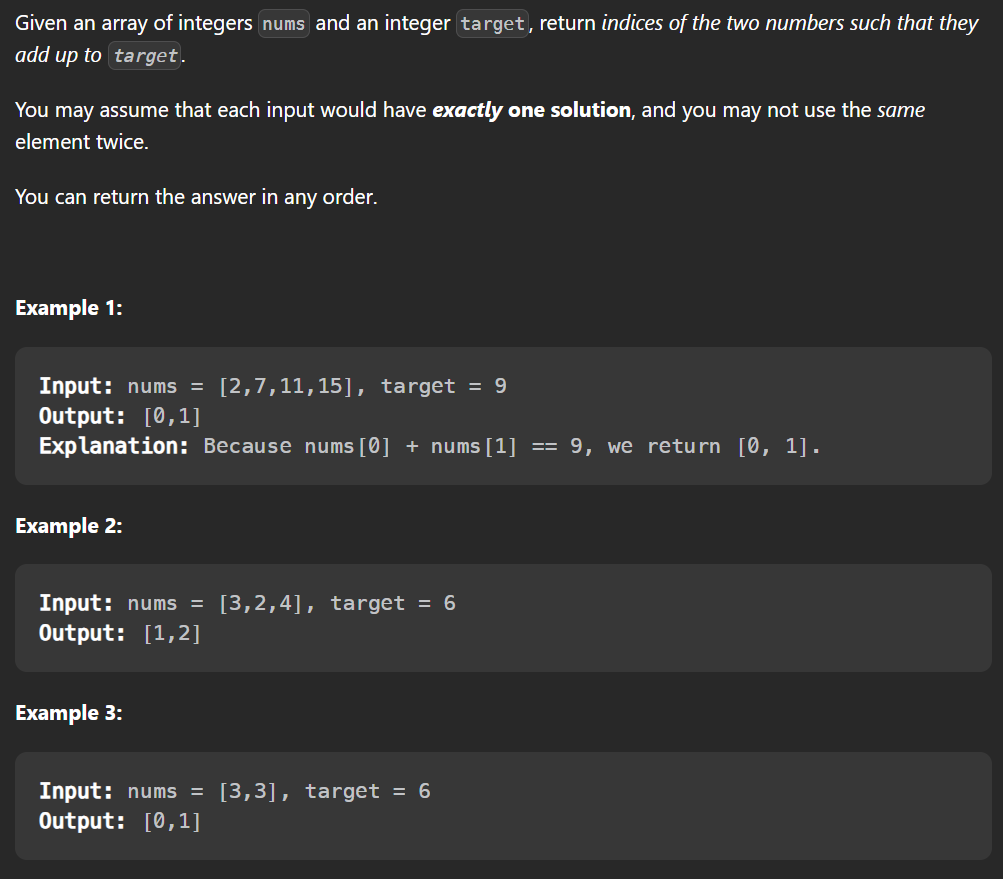 Given an array of integers nums and an integer target, return indices of the two numbers such that they
add up to target.
You may assume that each input would have exactly one solution, and you may not use the same
element twice.
You can return the answer in any order.
Example 1:
Input: nums = [2,7,11,15], target = 9
Output: [0,1]
Explanation: Because nums[0] + nums[1] == 9, we return [0, 1].
Example 2:
Input: nums = [3,2,4], target = 6
Output: [1,2]
Example 3:
Input: nums = [3,3], target = 6
Output: [0,1]